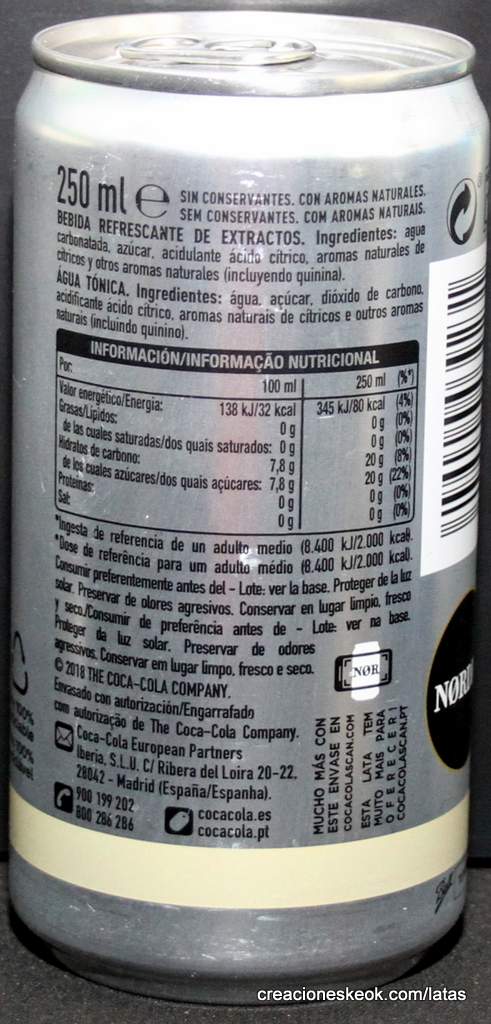 250 ml e
SIN CONSERVANTES. CON AROMAS NATURALES.
SEM CONSERVANTES. COM AROMAS NATURAIS.
BEBIDA REFRESCANTE DE EXTRACTOS. Ingredientes: agua
carbonatada, azúcar, acidulante ácido cítrico, aromas naturales de
cítricos y otros aromas naturales (incluyendo quinina).
ÁGUA TÓNICA. Ingredientes: água, açúcar, dióxido de carbono,
acidificante ácido cítrico, aromas naturais de citricos e outros aromas
naturais (incluindo quinino).
INFORMACIÓN/INFORMAÇÃO NUTRICIONAL
Por: 100 ml 250 ml (%*)
Valor energético/Energia: 138 kJ/32 kcal 345 kJ/80 kcal (4%)
Grasas/Lípidos: 0 g 0 g (0%)
de las cuales saturadas/dos quais saturados: 0 g 0 g (0%)
Hidratos de carbono: 7,8 g 20 g (8%)
de los cuales azúcares/dos quais açúcares: 7,8 g 20 g (22%)
Proteínas: 0 g 0 g (0%)
Sal: 0 g 0 g (0%)
*Ingesta de referencia de un adulto medio (8.400 kJ/2.000 kcal).
*Dose de referência para um adulto médio (8.400 kJ/2.000 kcal).
Consumir preferentemente antes del - Lote: ver la base. Proteger de la luz
solar. Preservar de olores agresivos. Conservar en lugar limpio, fresco
y seco./Consumir de preferência antes de - Lote: ver na base.
Proteger da luz solar. Preservar de odores
agressivos. Conservar em lugar limpo, fresco e seco.
© 2018 THE COCA-COLA COMPANY.
Envasado con autorización/Engarrafado
com autorização de The Coca-Cola Company.
Coca-Cola European Partners
Iberia, S.L.U. C/ Ribera del Loira 20-22.
28042 - Madrid (España/Espanha).
900 199 202
800 286 286
cocacola.es
cocacola.pt
NØR
MUCHO MÁS CON
ESTE ENVASE EN
COCACOLASCAN.COM
ESTA LATA TEM
MUITO MAIS PARA
OFERECER!
COCACOLASCAN.PT
100%
100%
creacioneskeok.com/latas